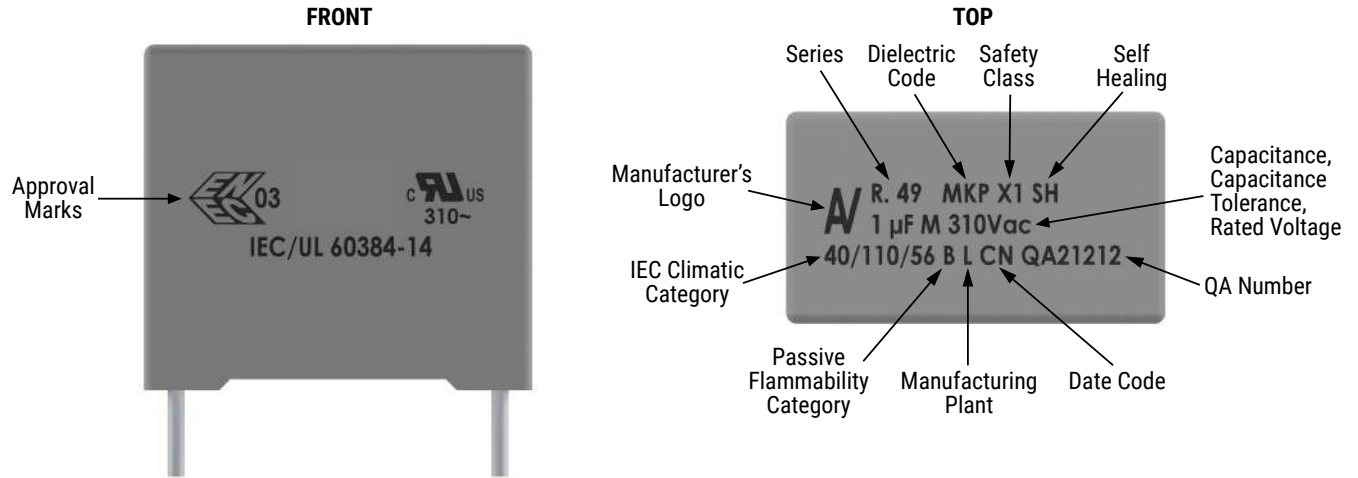 FRONT
Approval
Marks
ENEC 03
C RU US
310~
IEC/UL 60384-14
TOP
Series
Dielectric
Code
Safety
Class
Self
Healing
Manufacturer's
Logo
R. 49 MKP X1 SH
1 µF M 310Vac
40/110/56 B L CN QA21212
Capacitance,
Capacitance
Tolerance,
Rated Voltage
IEC Climatic
Category
QA Number
Passive
Flammability
Category
Manufacturing
Plant
Date Code